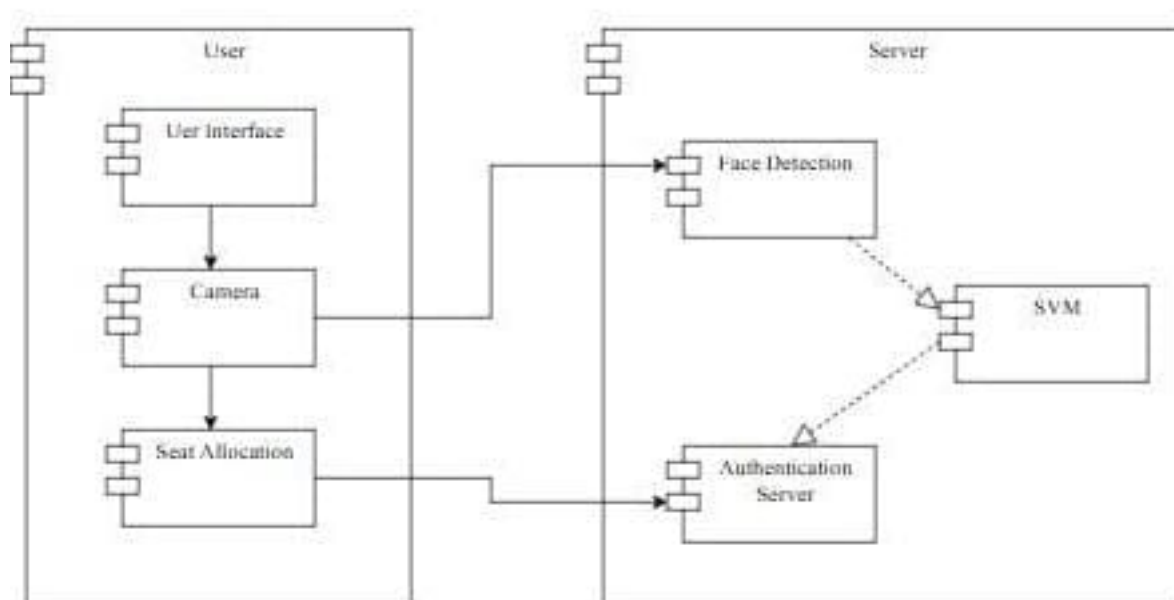 User
Uer Interface
Camera
Seat Allocation
Server
Face Detection
SVM
Authentication
Server